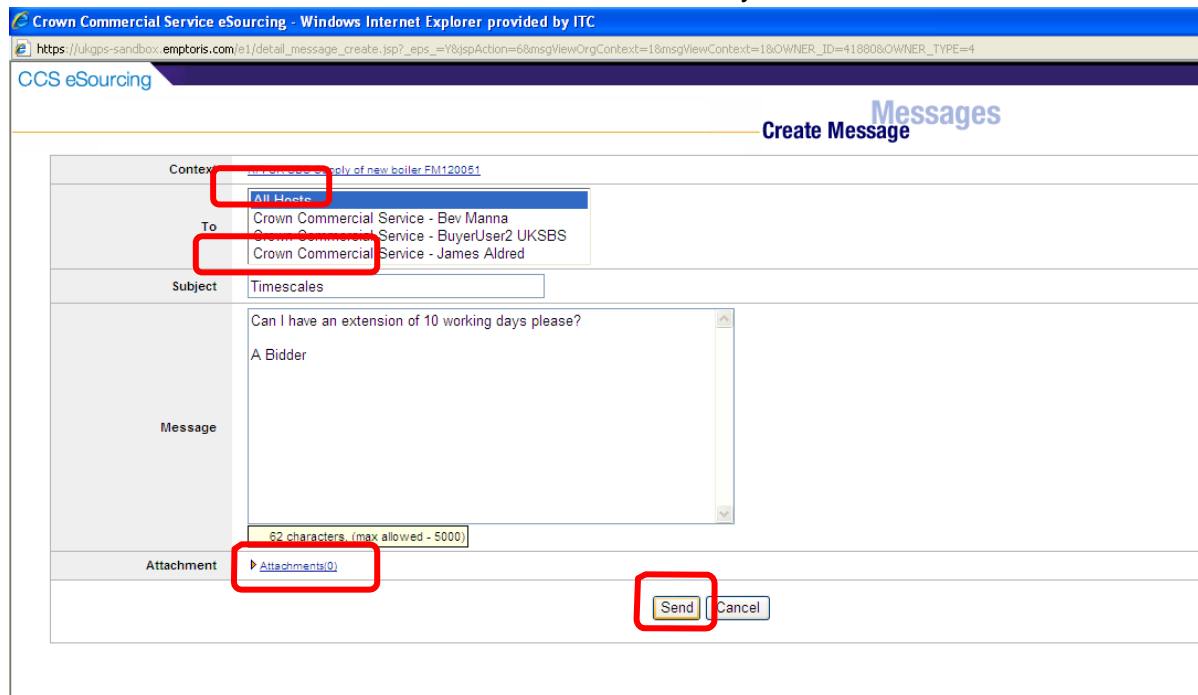 Crown Commercial Service eSourcing - Windows Internet Explorer provided by ITC
https://ukgps-sandbox.emptoris.com/e1/detail_message_create.jsp?_eps_=Y&jspAction=6&msgViewOrgContext=1&msgViewContext=1&OWNER_ID=41880&OWNER_TYPE=4
CCS eSourcing
Messages
Create Message
Context
Supply of new boiler FM120051
To
All Hosts
Crown Commercial Service - Bev Manna
Crown Commercial Service - BuyerUser2 UKSBS
Crown Commercial Service - James Aldred
Subject
Timescales
Message
Can I have an extension of 10 working days please?
A Bidder
62 characters, (max allowed - 5000)
Attachment
Attachments(0)
Send Cancel